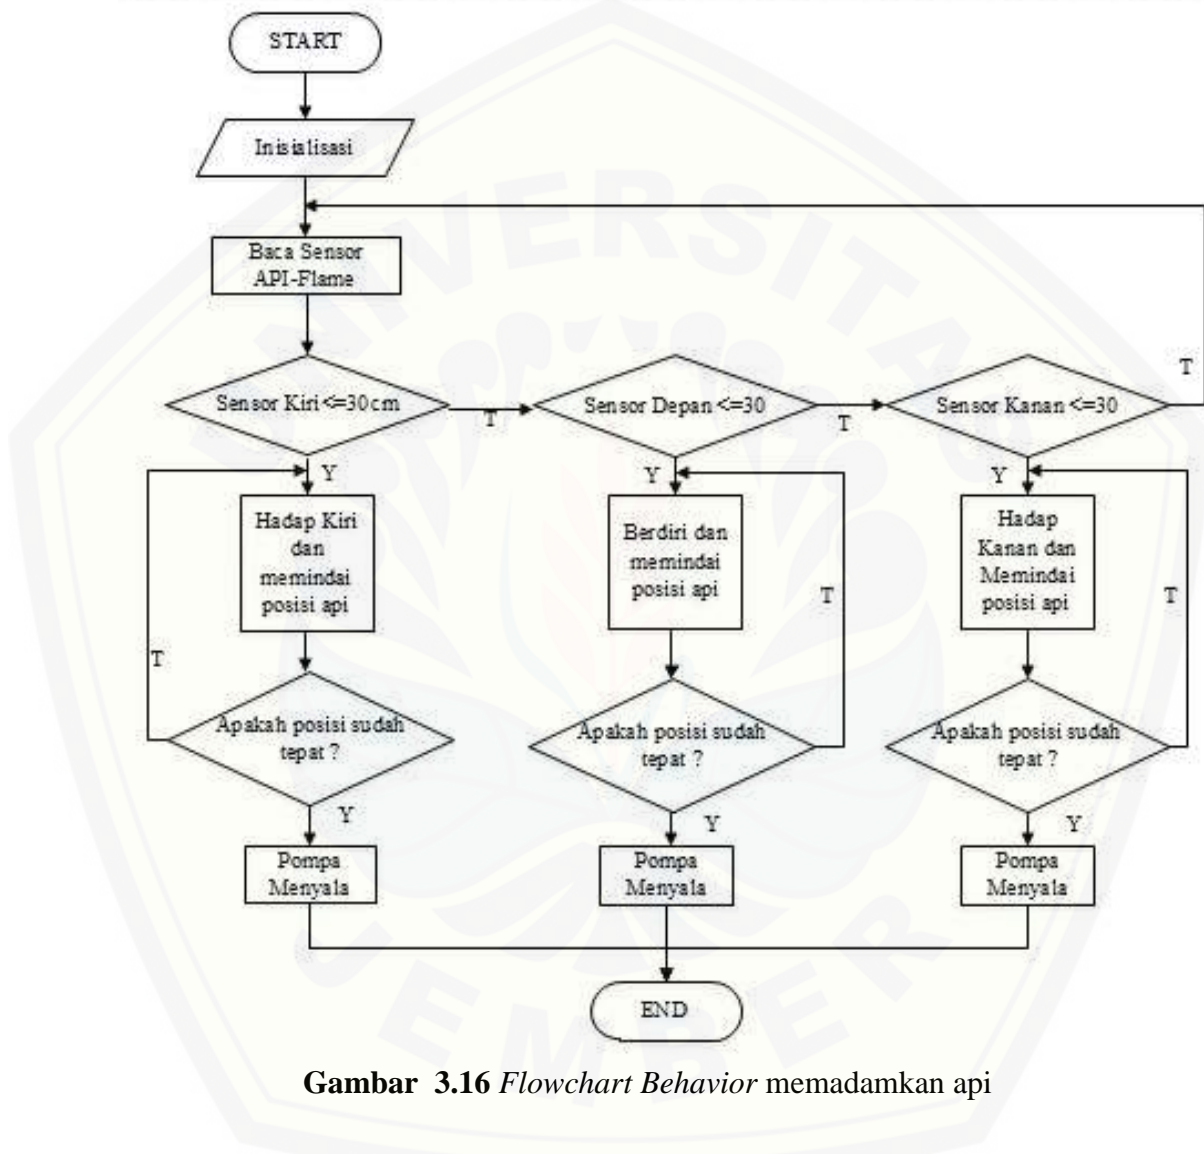 START
Inisialisasi
Baca Sensor
API-Flame
Sensor Kiri <=30cm
T
Sensor Depan <=30
T
Sensor Kanan <=30
T
Y
Y
Y
Hadap Kiri
dan
memindai
posisi api
Berdiri dan
memindai
posisi api
Hadap
Kanan dan
Memindai
posisi api
T
T
T
Apakah posisi sudah
tepat ?
Apakah posisi sudah
tepat ?
Apakah posisi sudah
tepat ?
Y
Y
Y
Pompa
Menyala
Pompa
Menyala
Pompa
Menyala
END
Gambar 3.16 Flowchart Behavior memadamkan api
UNIVERSITAS
JEMBER